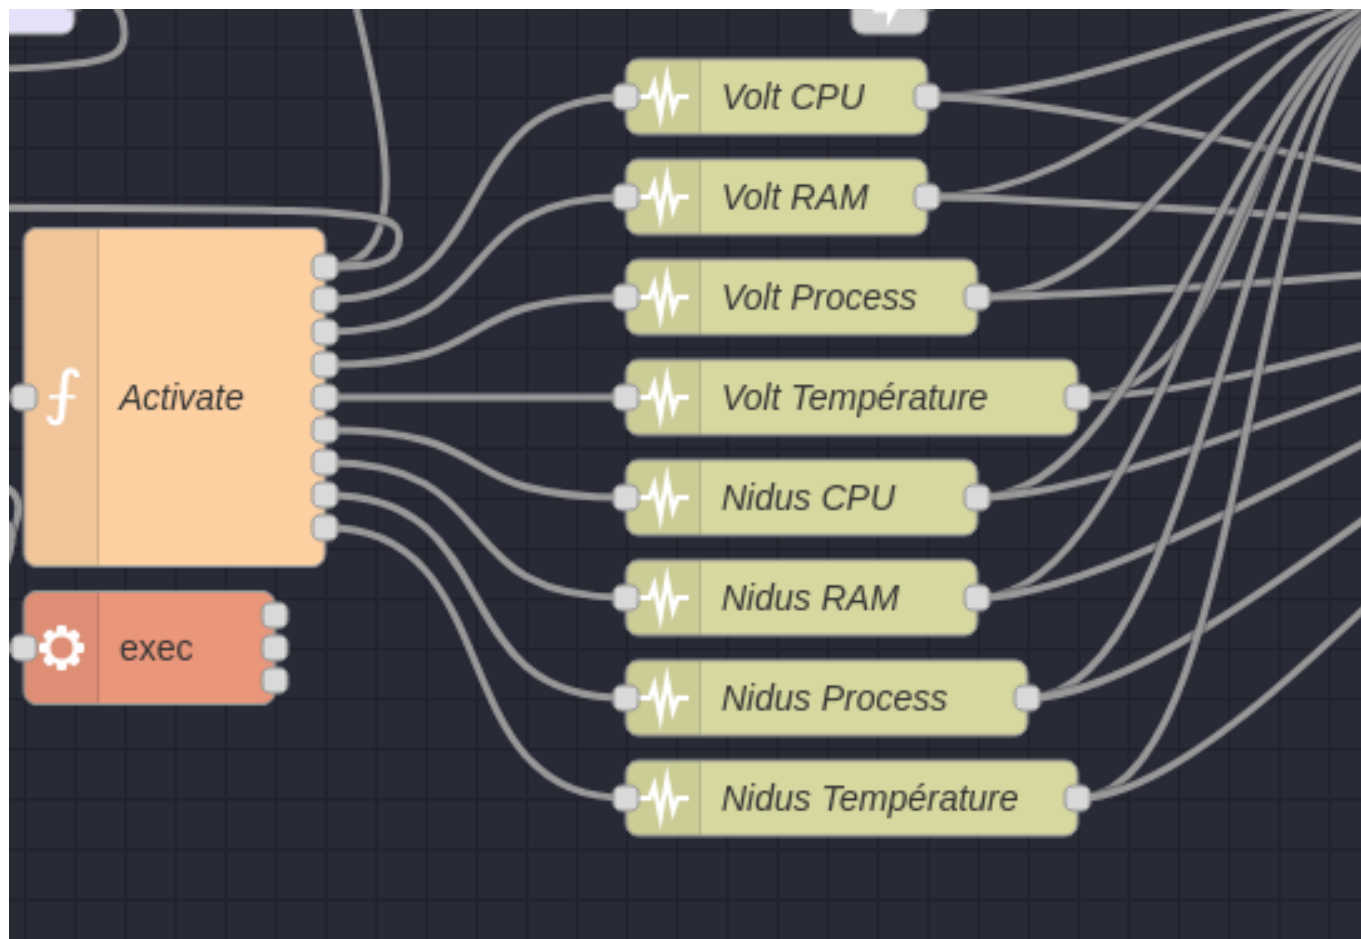 Volt CPU
Volt RAM
Volt Process
Activate
Volt Température
Nidus CPU
Nidus RAM
exec
Nidus Process
Nidus Température